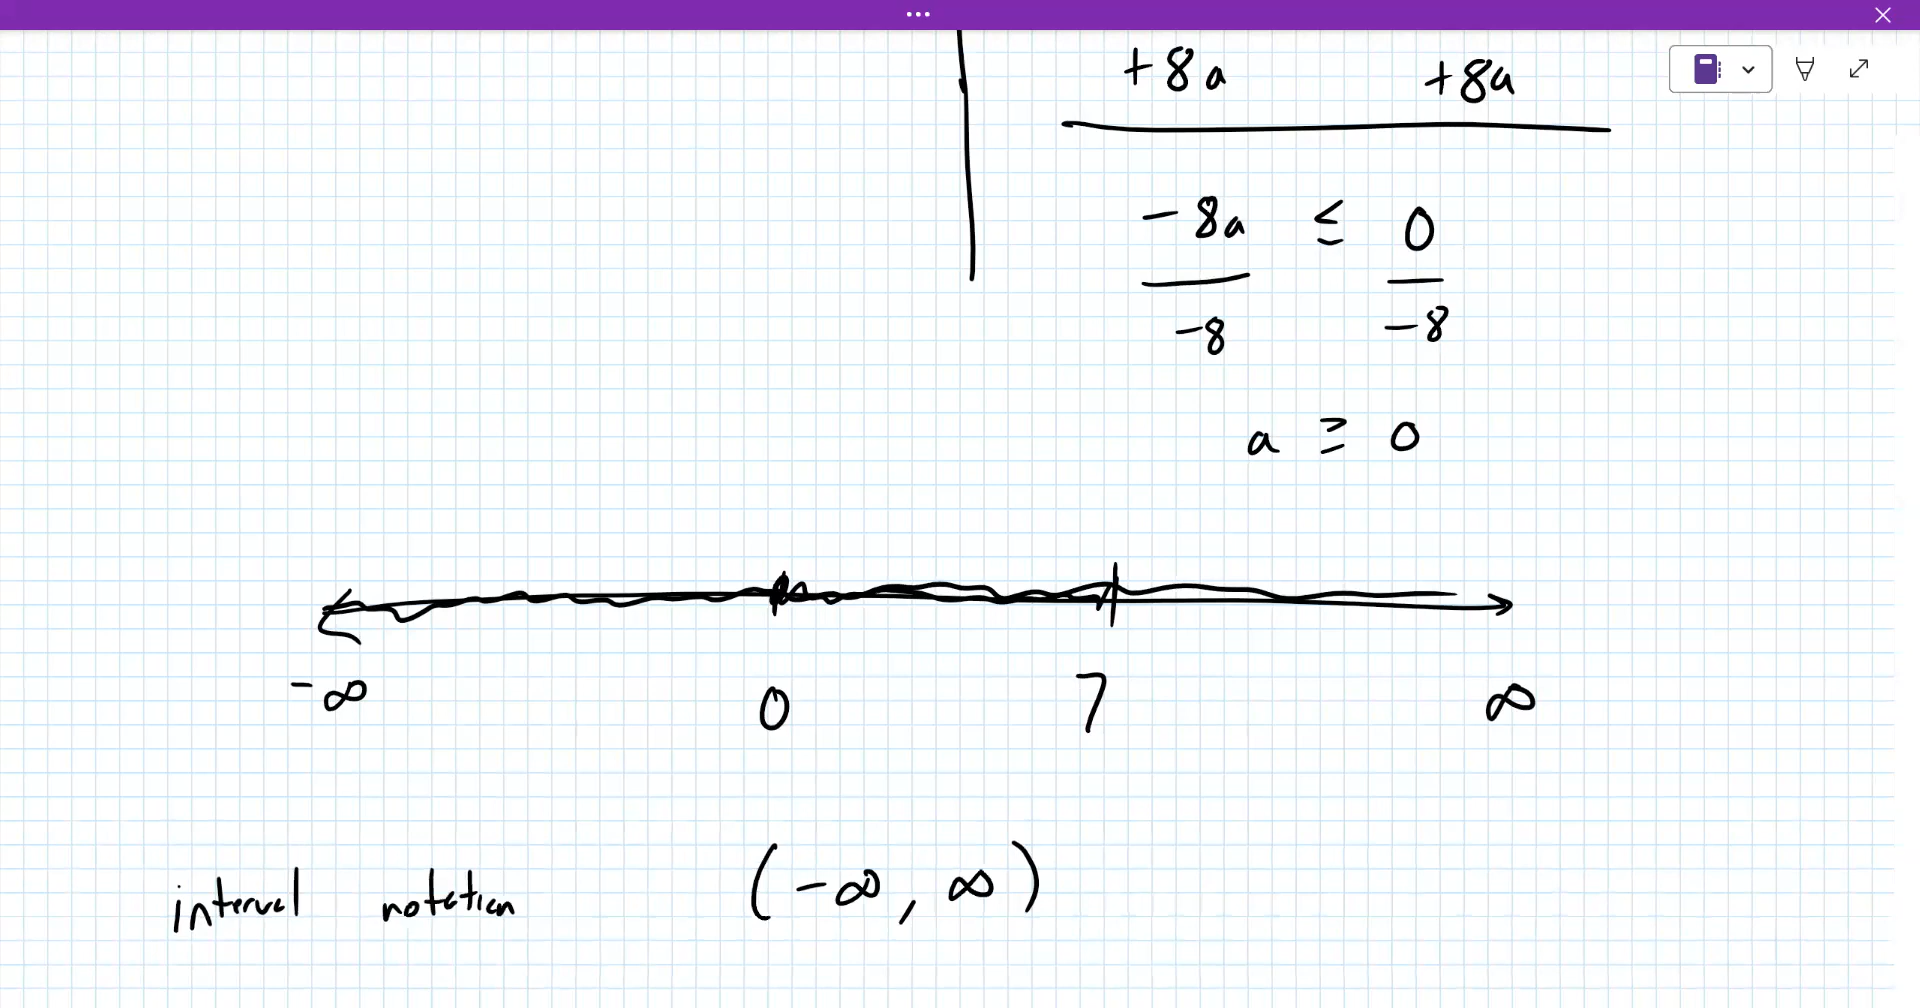 +8a +8a
-8a ≤ 0
-8 -8
a ≥ 0
-∞ 0 7 ∞
interval notation (-∞, ∞)